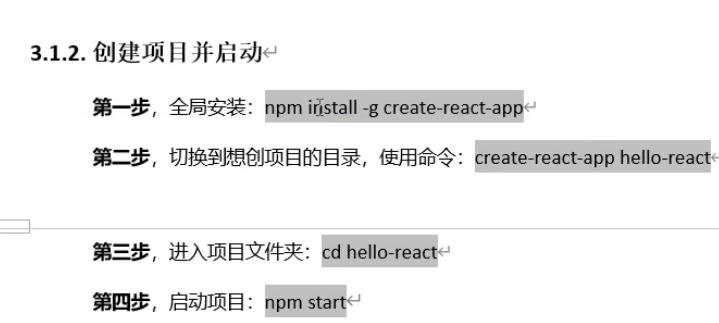 3.1.2. 创建项目并启动
第一步，全局安装：npm install -g create-react-app
第二步，切换到想创项目的目录，使用命令：create-react-app hello-react
第三步，进入项目文件夹：cd hello-react
第四步，启动项目：npm start